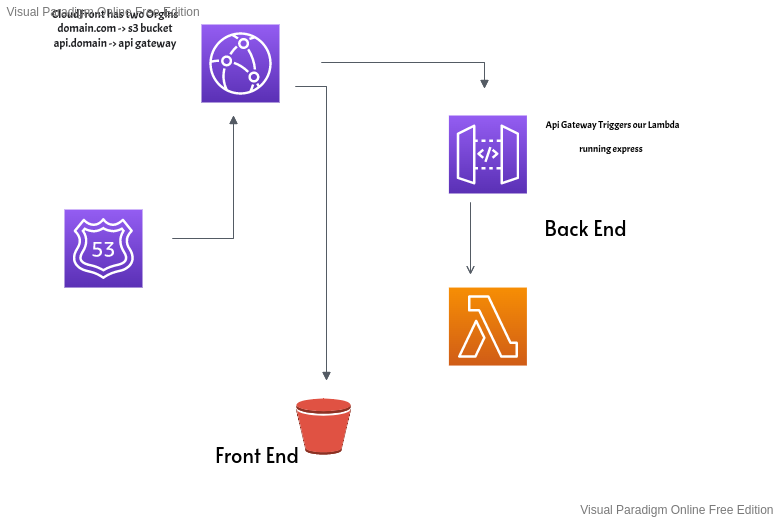 Visual Paradigm Online Free Edition
Cloudfront has two Orgins
domain.com -> s3 bucket
api.domain -> api gateway
Api Gateway Triggers our Lambda
running express
Back End
53
Front End
Visual Paradigm Online Free Edition